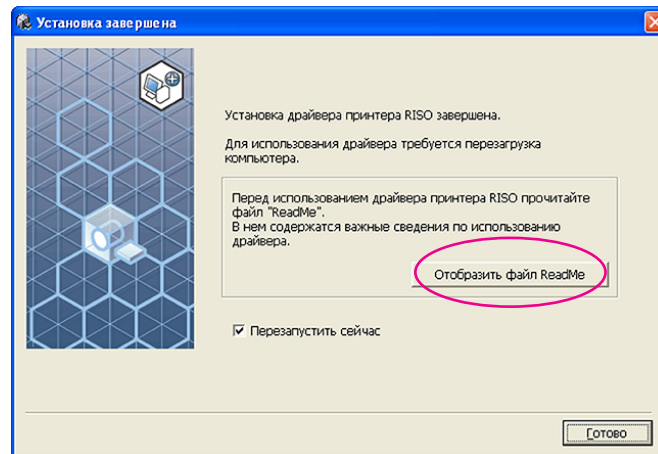 Установка завершена
Установка драйвера принтера RISO завершена.
Для использования драйвера требуется перезагрузка
компьютера.
Перед использованием драйвера принтера RISO прочитайте
файл "ReadMe".
В нем содержатся важные сведения по использованию
драйвера.
Отобразить файл ReadMe
Перезапустить сейчас
Готово